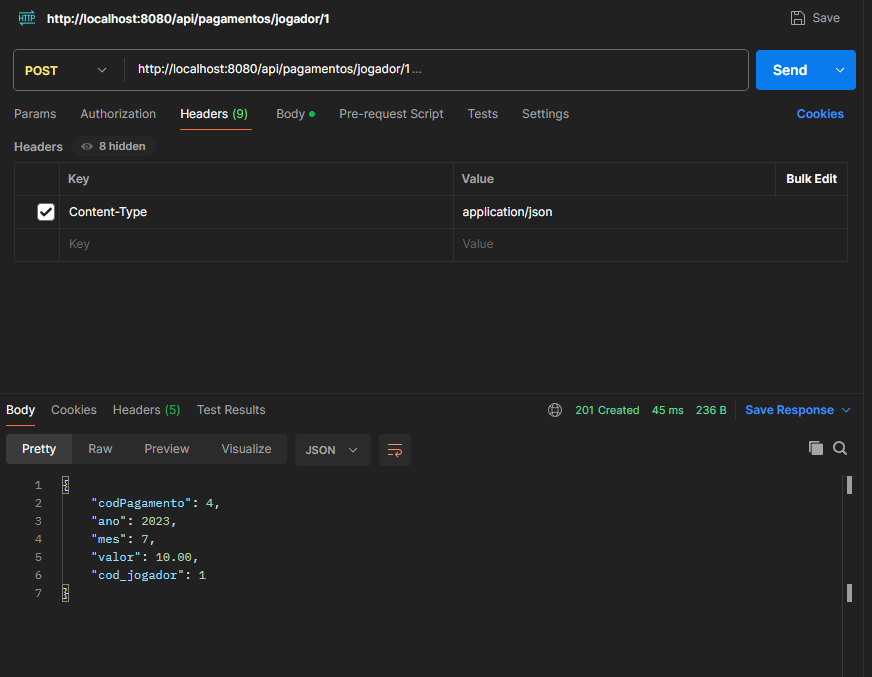 HTTP http://localhost:8080/api/pagamentos/jogador/1 Save
POST http://localhost:8080/api/pagamentos/jogador/1... Send
Params Authorization Headers (9) Body Pre-request Script Tests Settings Cookies
Headers 8 hidden
Key Value Bulk Edit
Content-Type application/json
Key Value
Body Cookies Headers (5) Test Results 201 Created 45 ms 236 B Save Response
Pretty Raw Preview Visualize JSON
1 {
2 "codPagamento": 4,
3 "ano": 2023,
4 "mes": 7,
5 "valor": 10.00,
6 "cod_jogador": 1
7 }